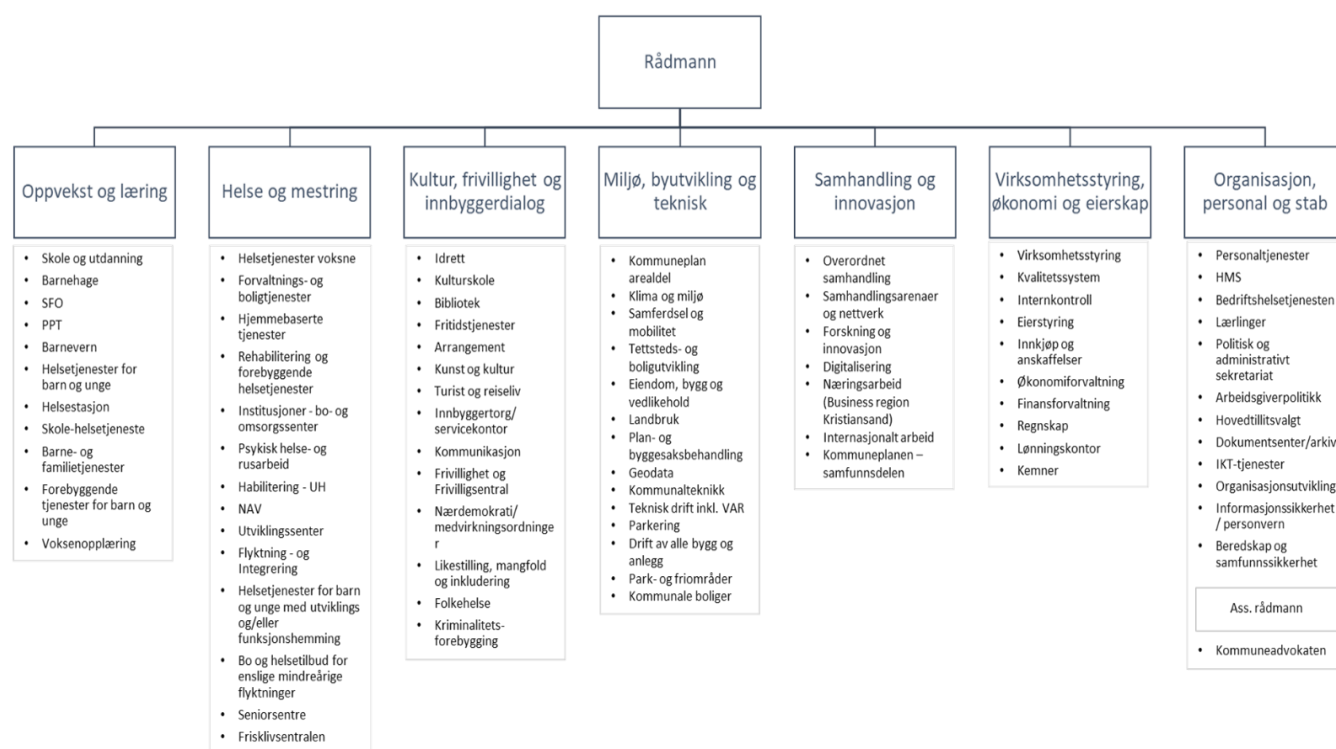 Rådmann
Oppvekst og læring
• Skole og utdanning
• Barnehage
• SFO
• PPT
• Barnevern
• Helsetjenester for
barn og unge
• Helsestasjon
• Skole-helsetjeneste
• Barne- og
familietjenester
• Forebyggende
tjenester for barn og
unge
• Voksenopplæring
Helse og mestring
• Helsetjenester voksne
• Forvaltnings- og
boligtjenester
• Hjemmebaserte
tjenester
• Rehabilitering og
forebyggende
helsetjenester
• Institusjoner - bo- og
omsorgssenter
• Psykisk helse- og
rusarbeid
• Habilitering - UH
• NAV
• Utviklingssenter
• Flyktning - og
Integrering
• Helsetjenester for barn
og unge med utviklings
og/eller
funksjonshemming
• Bo og helsetilbud for
enslige mindreårige
flyktninger
• Seniorsentre
• Frisklivsentralen
Kultur, frivillighet og
innbyggerdialog
• Idrett
• Kulturskole
• Bibliotek
• Fritidstjenester
• Arrangement
• Kunst og kultur
• Turist og reiseliv
• Innbyggertorg/
servicekontor
• Kommunikasjon
• Frivillighet og
Frivilligsentral
• Nærdemokrati/
medvirkningsordninge
r
• Likestilling, mangfold
og inkludering
• Folkehelse
• Kriminalitets-
forebygging
Miljø, byutvikling og
teknisk
• Kommuneplan
arealdel
• Klima og miljø
• Samferdsel og
mobilitet
• Tettsteds- og
boligutvikling
• Eiendom, bygg og
vedlikehold
• Landbruk
• Plan- og
byggesaksbehandling
• Geodata
• Kommunalteknikk
• Teknisk drift inkl. VAR
• Parkering
• Drift av alle bygg og
anlegg
• Park- og friområder
• Kommunale boliger
Samhandling og
innovasjon
• Overordnet
samhandling
• Samhandlingsarenaer
og nettverk
• Forskning og
innovasjon
• Digitalisering
• Næringsarbeid
(Business region
Kristiansand)
• Internasjonalt arbeid
• Kommuneplanen –
samfunnsdelen
Virksomhetsstyring,
økonomi og eierskap
• Virksomhetsstyring
• Kvalitetssystem
• Internkontroll
• Eierstyring
• Innkjøp og
anskaffelser
• Økonomiforvaltning
• Finansforvaltning
• Regnskap
• Lønningskontor
• Kemner
Organisasjon,
personal og stab
• Personaltjenester
• HMS
• Bedriftshelsetjenesten
• Lærlinger
• Politisk og
administrativt
sekretariat
• Arbeidsgiverpolitikk
• Hovedtillitsvalgt
• Dokumentsenter/arkiv
• IKT-tjenester
• Organisasjonsutvikling
• Informasjonssikkerhet
/ personvern
• Beredskap og
samfunnssikkerhet
Ass. rådmann
• Kommuneadvokaten